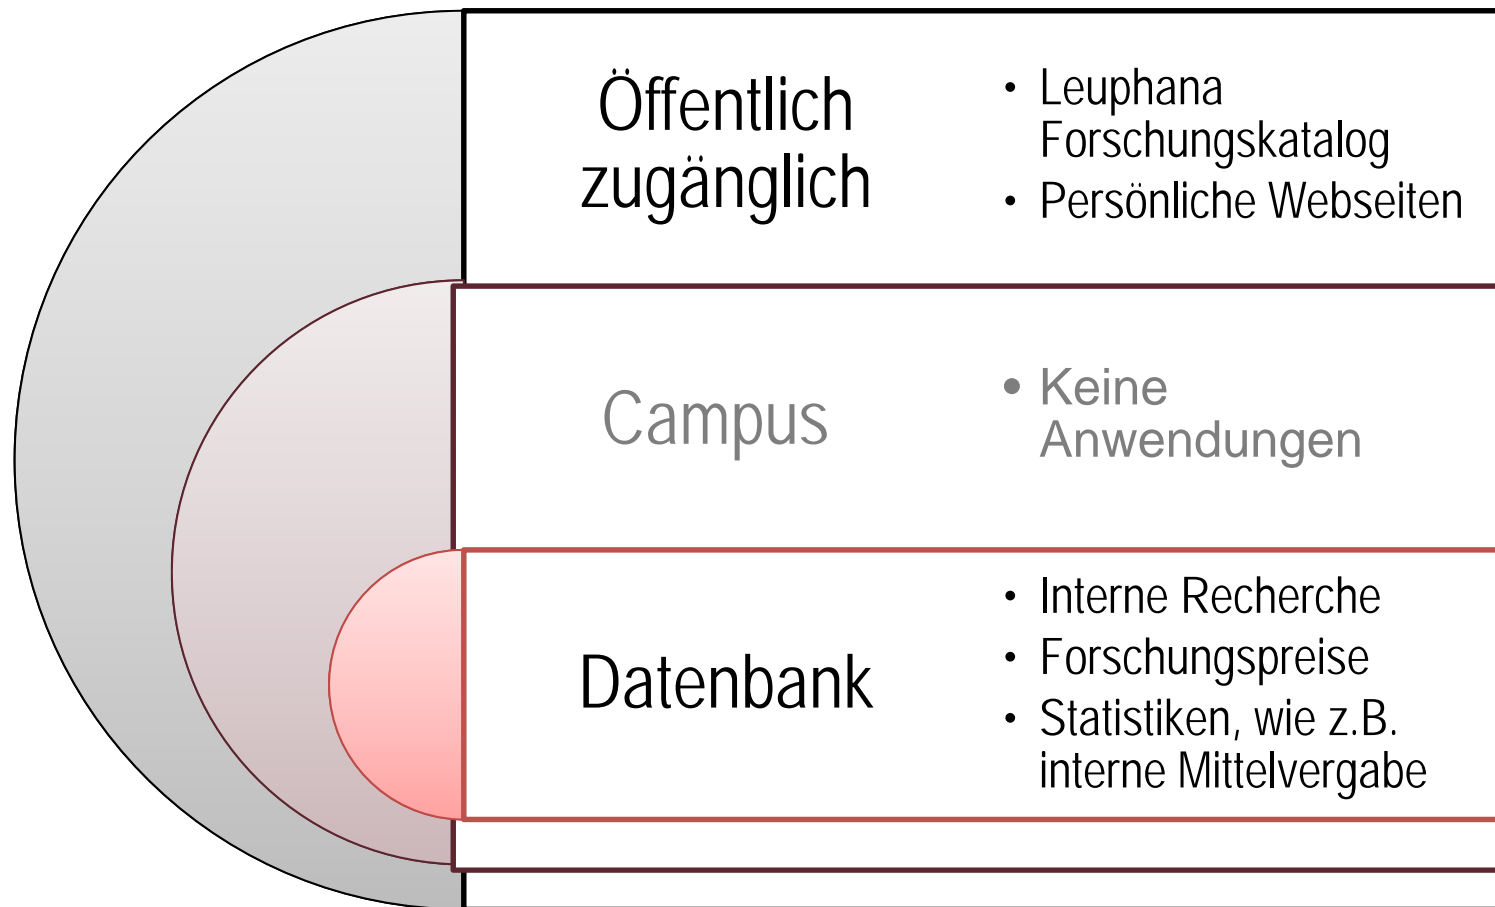 Öffentlich
zugänglich
• Leuphana
Forschungskatalog
• Persönliche Webseiten
Campus
• Keine
Anwendungen
Datenbank
• Interne Recherche
• Forschungspreise
• Statistiken, wie z.B.
interne Mittelvergabe